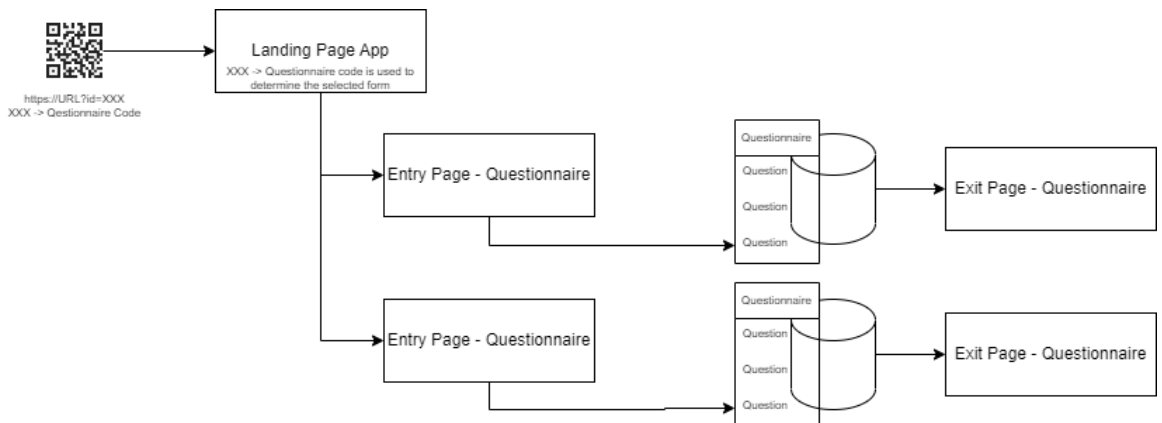 Landing Page App
XXX -> Questionnaire code is used to
determine the selected form
https://URL?id=XXX
XXX -> Qestionnaire Code
Entry Page - Questionnaire
Questionnaire
Question
Question
Question
Exit Page - Questionnaire
Entry Page - Questionnaire
Questionnaire
Question
Question
Question
Exit Page - Questionnaire